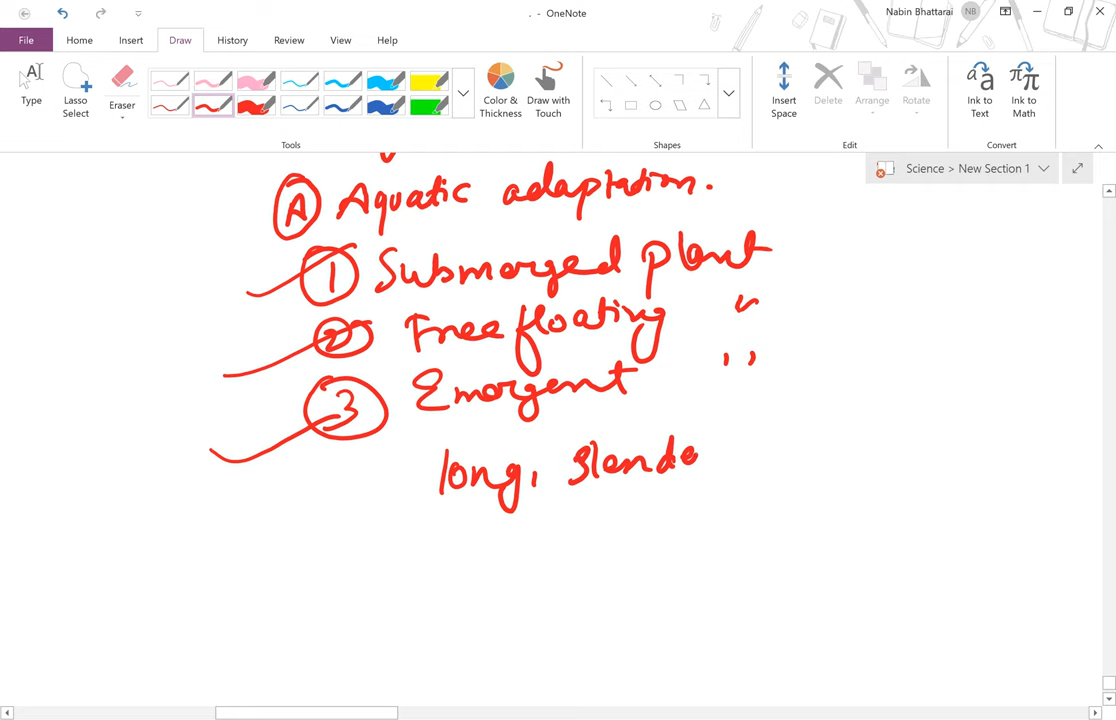 . - OneNote
Nabin Bhattarai NB
File Home Insert Draw History Review View Help
Type
Lasso Select
Eraser
Color & Thickness
Draw with Touch
Insert Space
Delete
Arrange
Rotate
Ink to Text
Ink to Math
Tools
Shapes
Edit
Convert
Science > New Section 1
A Aquatic adaptation.
1 Submorged plant
2 Free floating "
3 Emorgent ''
long, slende